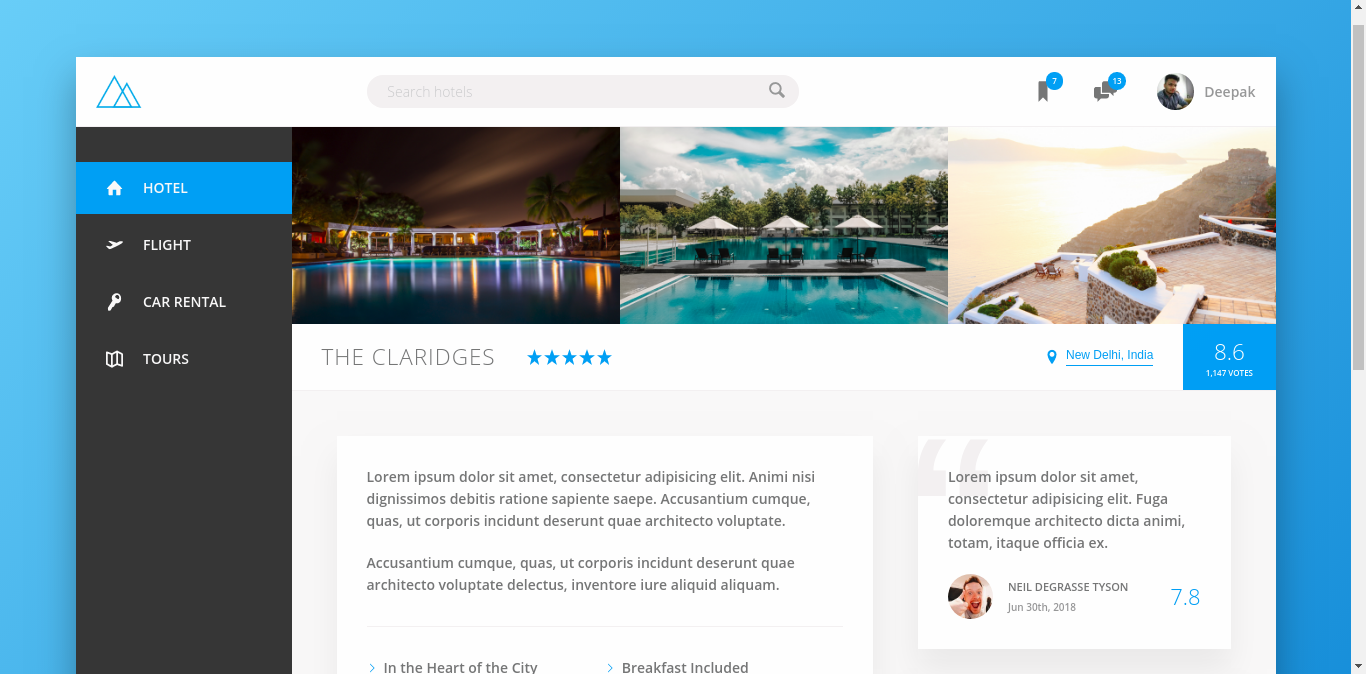 Search hotels
7
13
Deepak
HOTEL
FLIGHT
CAR RENTAL
TOURS
THE CLARIDGES
New Delhi, India
8.6
1,147 VOTES
Lorem ipsum dolor sit amet, consectetur adipisicing elit. Animi nisi
dignissimos debitis ratione sapiente saepe. Accusantium cumque,
quas, ut corporis incidunt deserunt quae architecto voluptate.
Accusantium cumque, quas, ut corporis incidunt deserunt quae
architecto voluptate delectus, inventore iure aliquid aliquam.
In the Heart of the City
Breakfast Included
“
Lorem ipsum dolor sit amet,
consectetur adipisicing elit. Fuga
doloremque architecto dicta animi,
totam, itaque officia ex.
NEIL DEGRASSE TYSON
Jun 30th, 2018
7.8